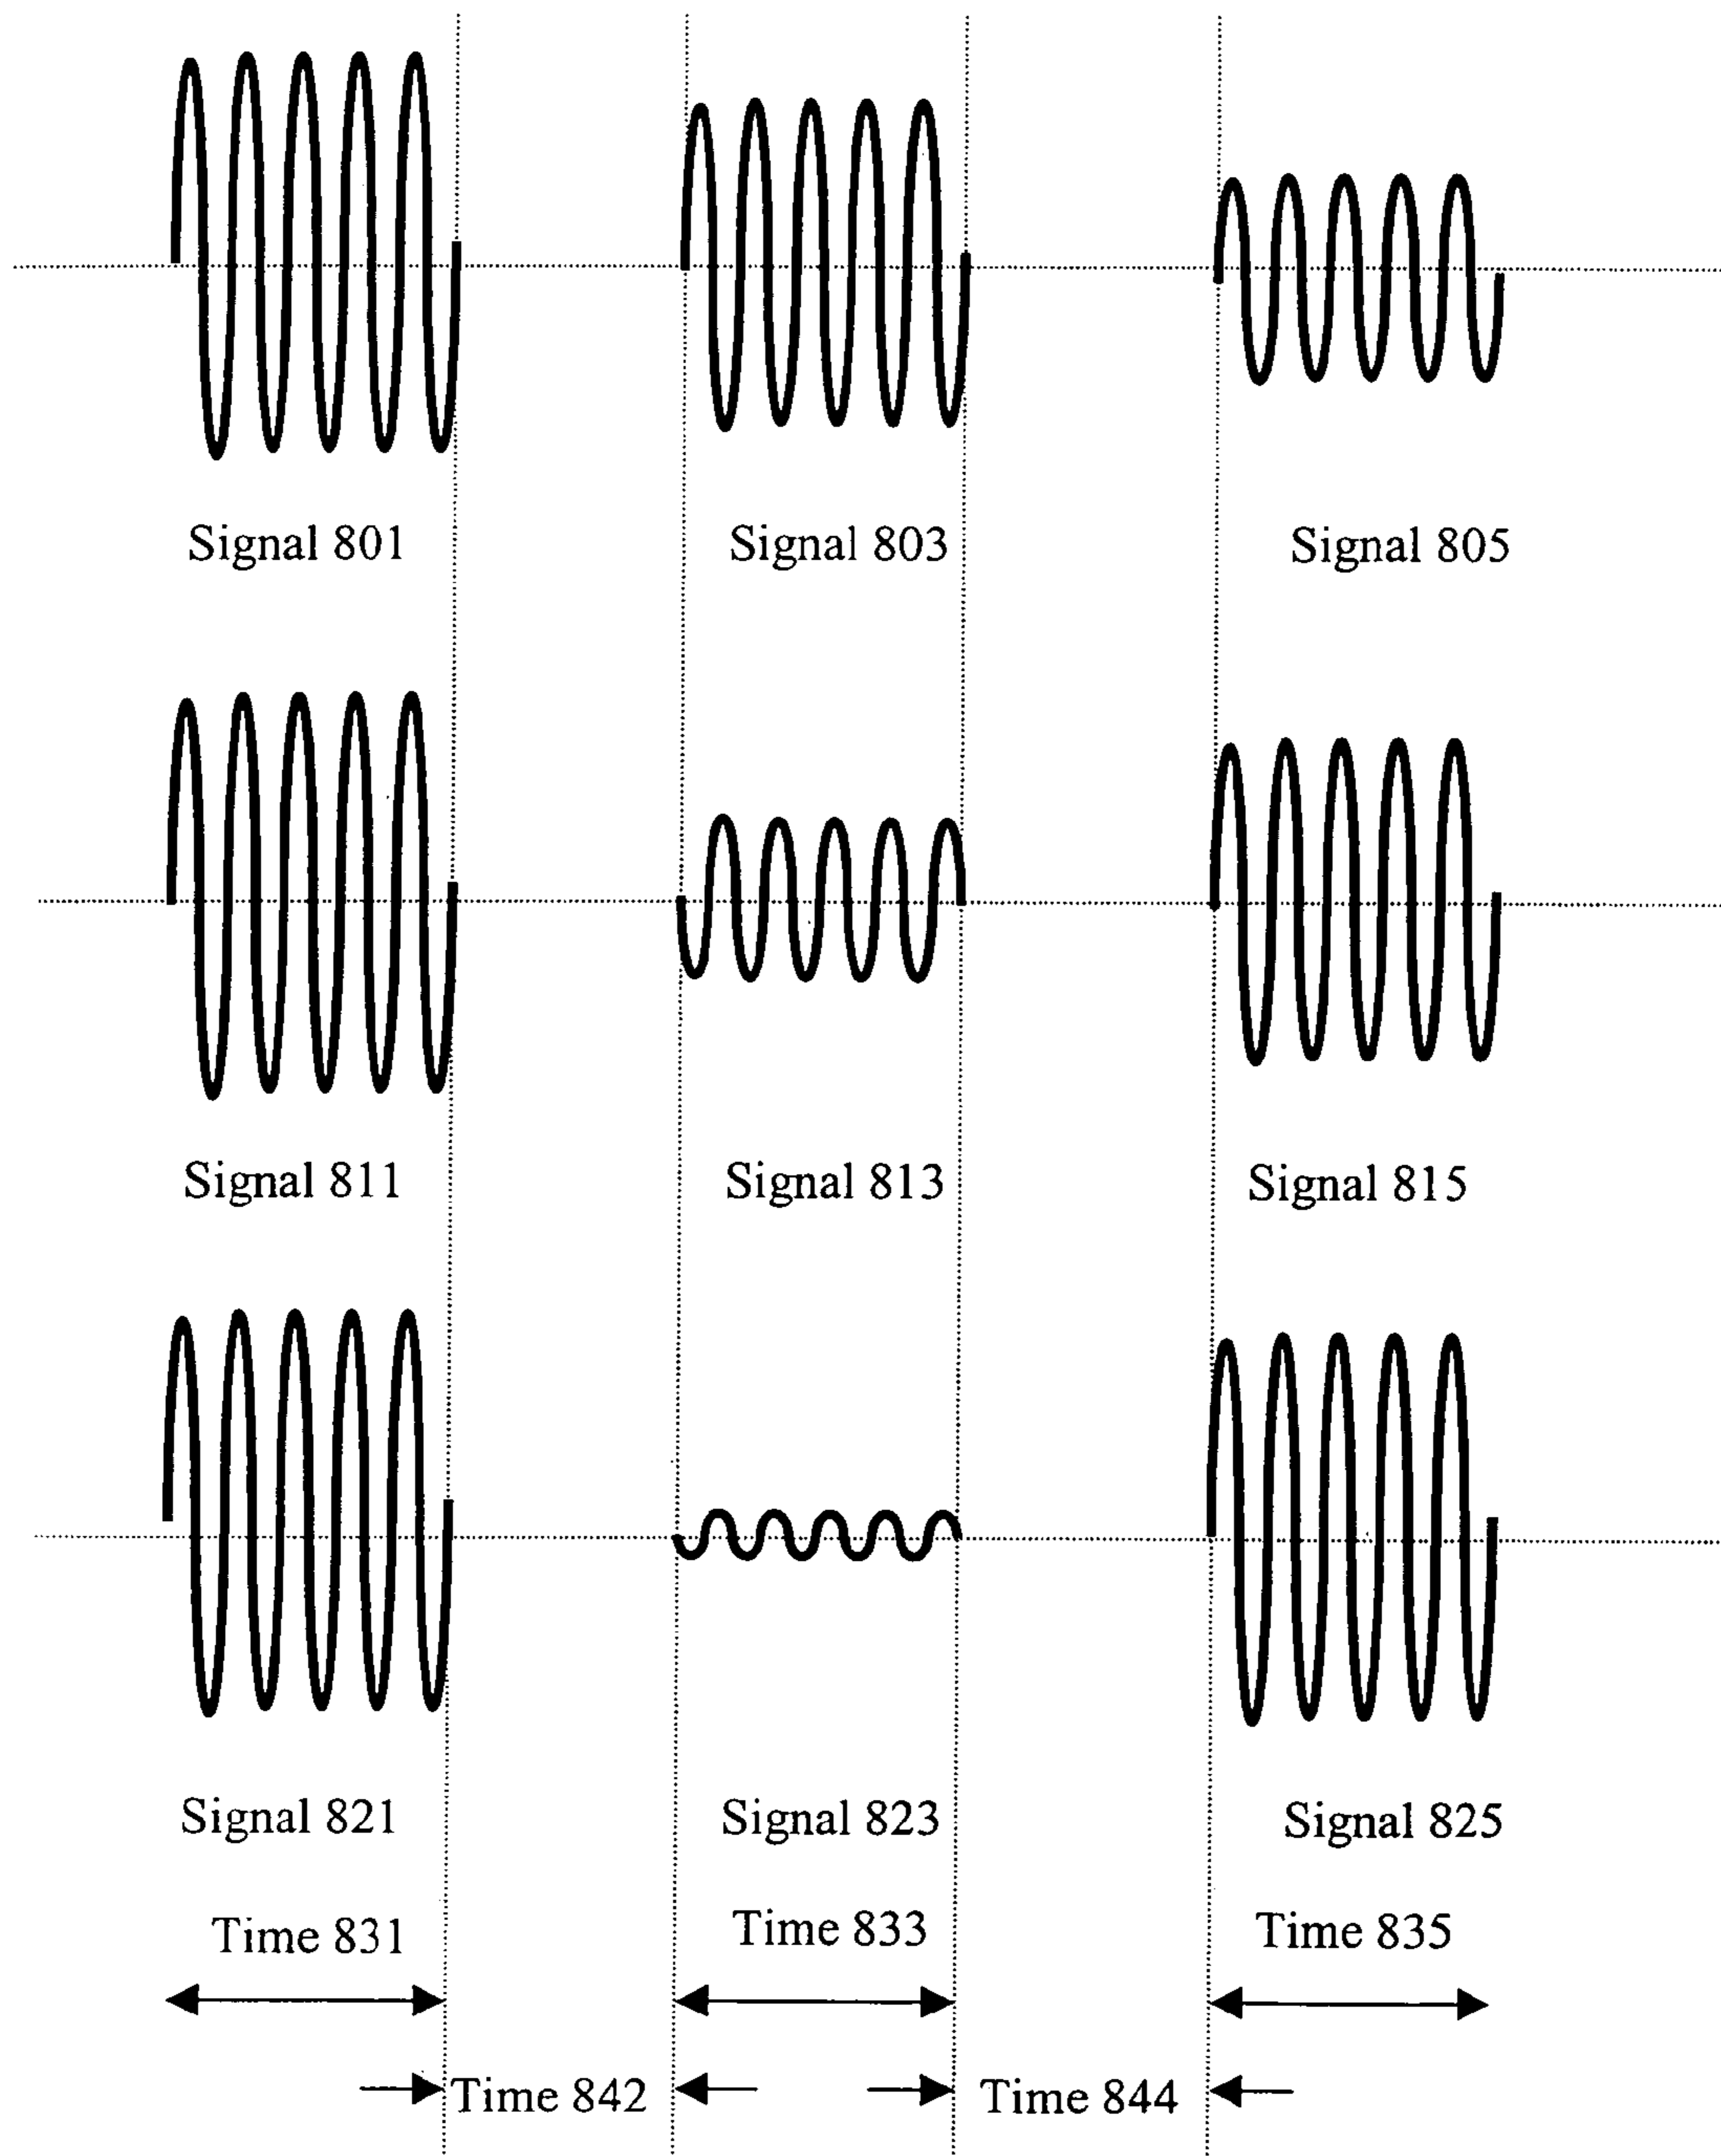 Signal 801
Signal 803
Signal 805
Signal 811
Signal 813
Signal 815
Signal 821
Signal 823
Signal 825
Time 831
Time 833
Time 835
Time 842
Time 844